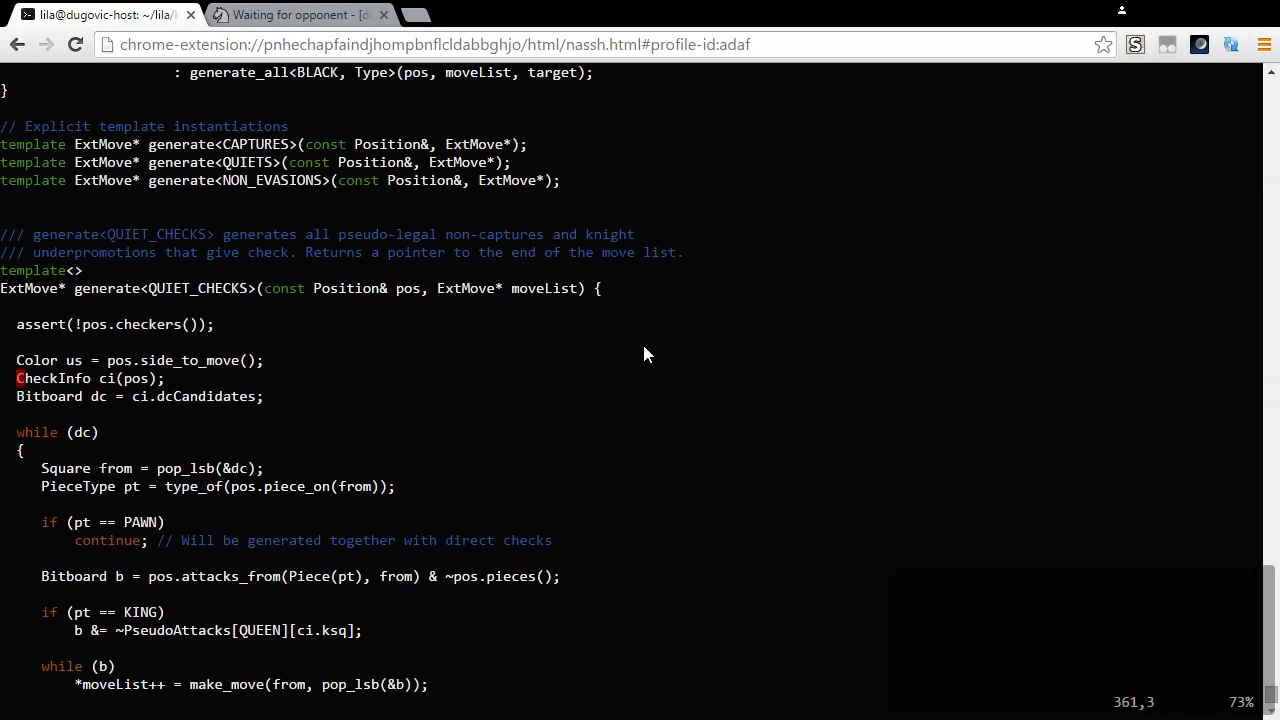 lila@dugovic-host: ~/lila/l
Waiting for opponent - [d
chrome-extension://pnhechapfaindjhompbnflcldabbghjo/html/nassh.html#profile-id:adaf
: generate_all<BLACK, Type>(pos, moveList, target);
}
// Explicit template instantiations
template ExtMove* generate<CAPTURES>(const Position&, ExtMove*);
template ExtMove* generate<QUIETS>(const Position&, ExtMove*);
template ExtMove* generate<NON_EVASIONS>(const Position&, ExtMove*);
/// generate<QUIET_CHECKS> generates all pseudo-legal non-captures and knight
/// underpromotions that give check. Returns a pointer to the end of the move list.
template<>
ExtMove* generate<QUIET_CHECKS>(const Position& pos, ExtMove* moveList) {
assert(!pos.checkers());
Color us = pos.side_to_move();
CheckInfo ci(pos);
Bitboard dc = ci.dcCandidates;
while (dc)
{
Square from = pop_lsb(&dc);
PieceType pt = type_of(pos.piece_on(from));
if (pt == PAWN)
continue; // Will be generated together with direct checks
Bitboard b = pos.attacks_from(Piece(pt), from) & ~pos.pieces();
if (pt == KING)
b &= ~PseudoAttacks[QUEEN][ci.ksq];
while (b)
*moveList++ = make_move(from, pop_lsb(&b));
361,3 73%